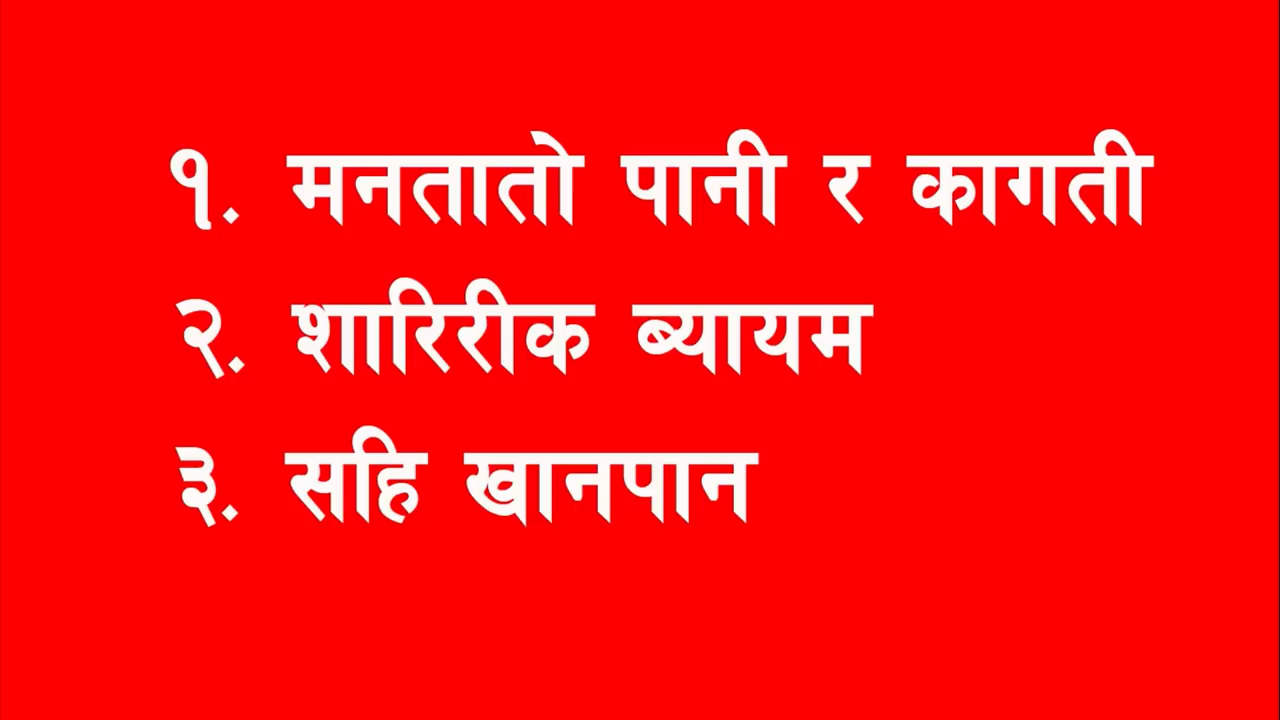 १. मनतातो पानी र कागती
२. शारिरीक ब्यायम
३. सहि खानपान